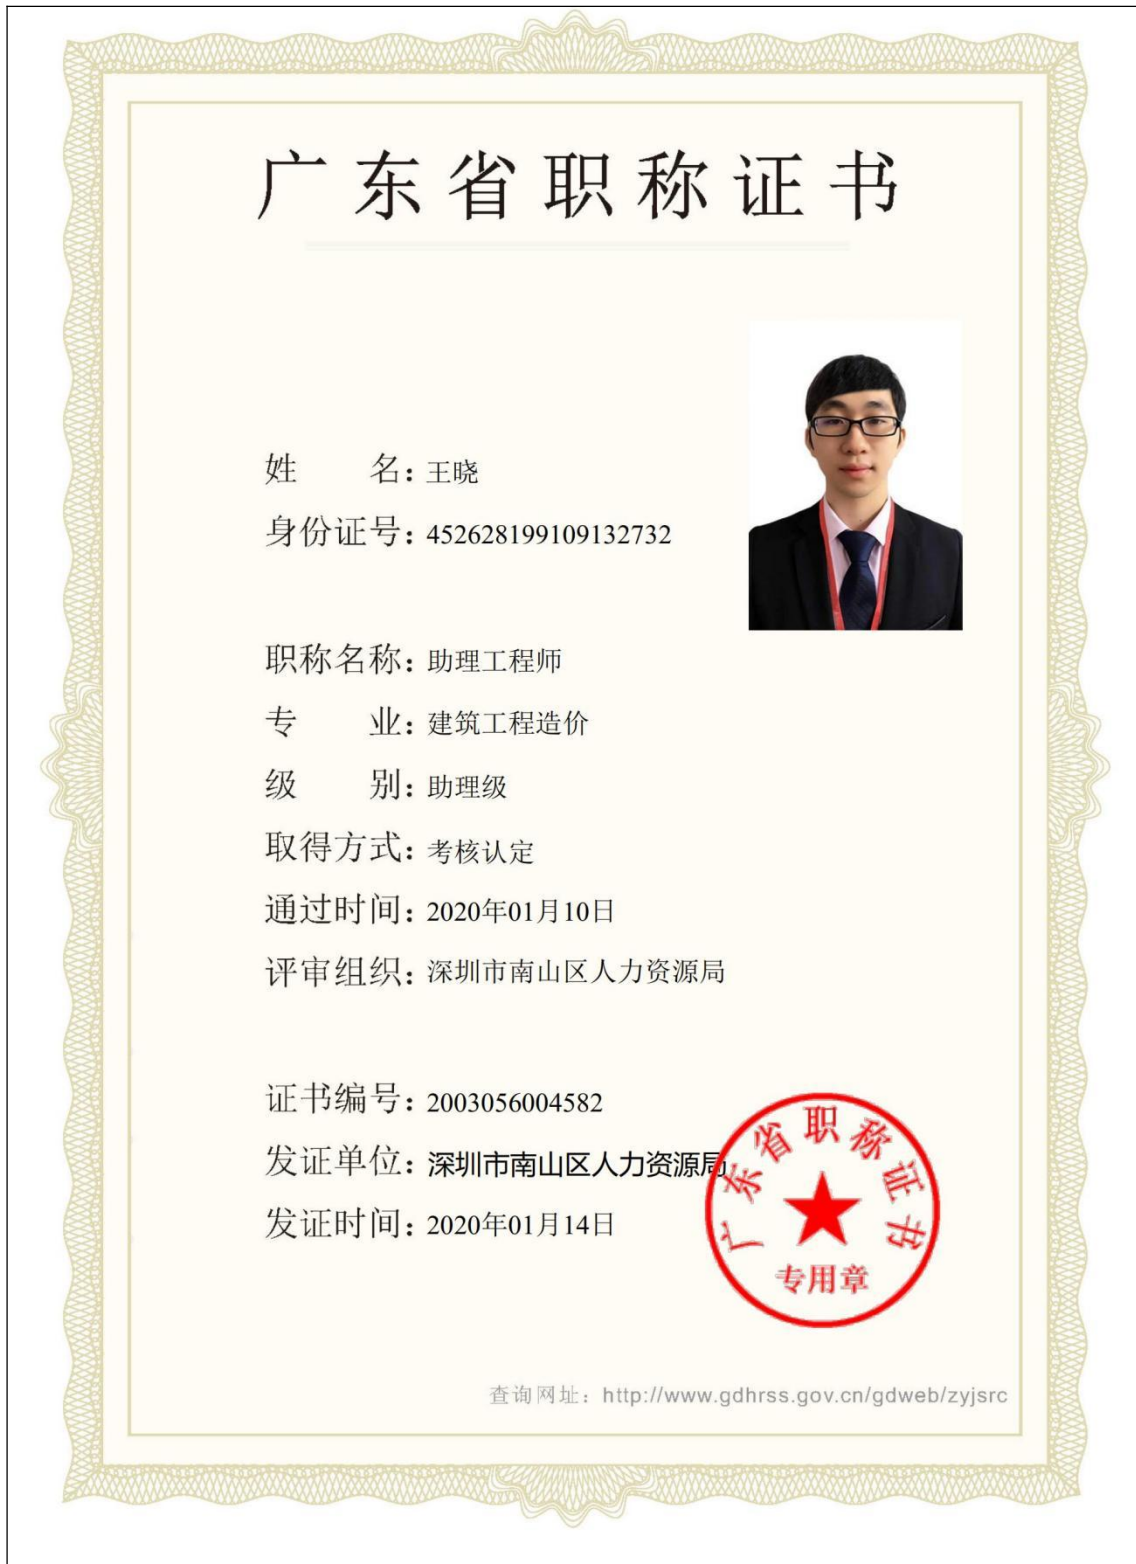 广东省职称证书
姓 名：王晓
身份证号：452628199109132732
职称名称：助理工程师
专 业：建筑工程造价
级 别：助理级
取得方式：考核认定
通过时间：2020年01月10日
评审组织：深圳市南山区人力资源局
证书编号：2003056004582
发证单位：深圳市南山区人力资源局
发证时间：2020年01月14日
广东省职称证书
专用章
查询网址：http://www.gdhrss.gov.cn/gdweb/zyjsrc